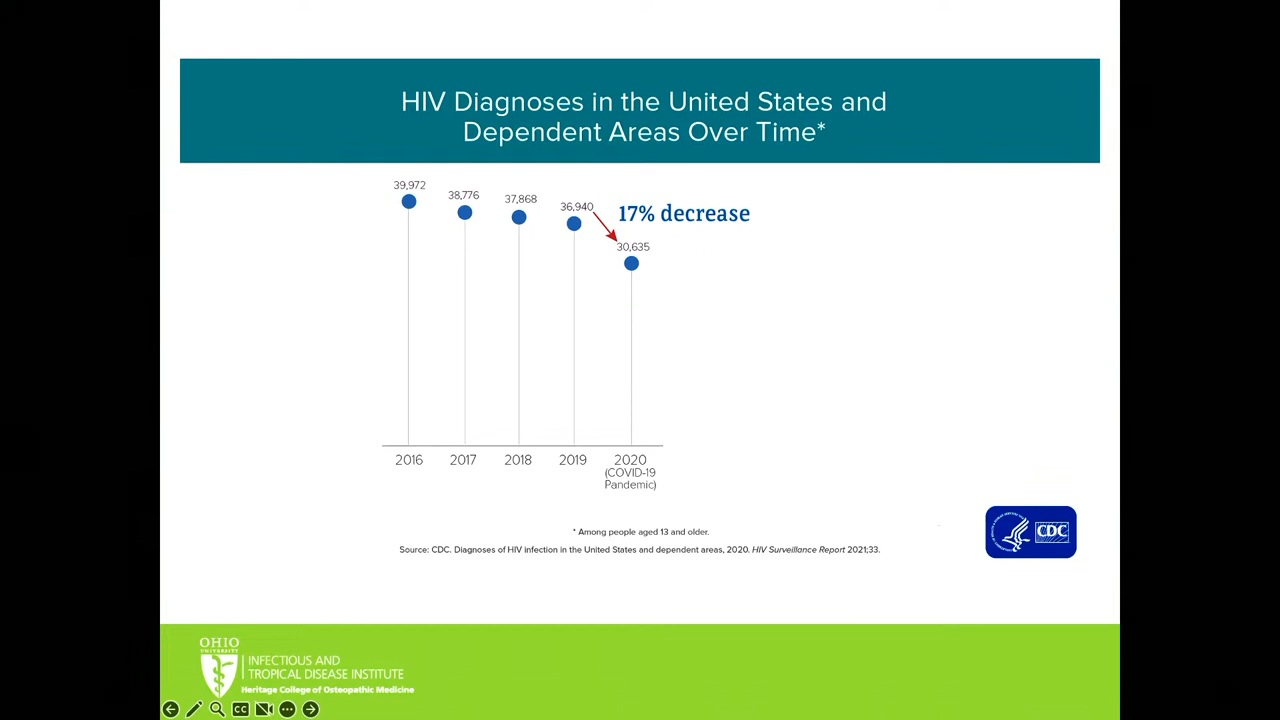 HIV Diagnoses in the United States and
Dependent Areas Over Time*
39,972
38,776
37,868
36,940
17% decrease
30,635
2016 2017 2018 2019 2020
(COVID-19
Pandemic)
* Among people aged 13 and older.
Source: CDC. Diagnoses of HIV infection in the United States and dependent areas, 2020. HIV Surveillance Report 2021;33.
CDC
OHIO
UNIVERSITY
INFECTIOUS AND
TROPICAL DISEASE INSTITUTE
Heritage College of Osteopathic Medicine
CC